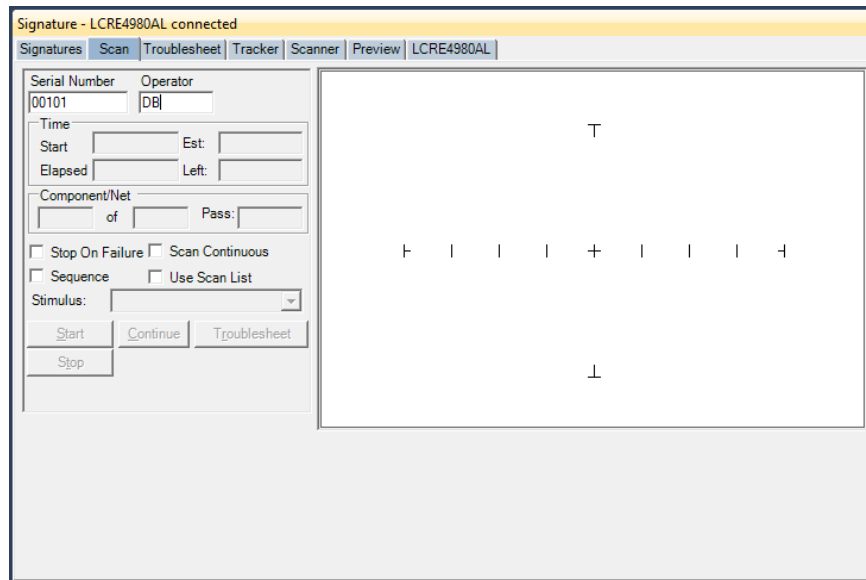 Signature - LCRE4980AL connected
Signatures Scan Troublesheet Tracker Scanner Preview LCRE4980AL
Serial Number Operator
00101 DB
Time
Start Est:
Elapsed Left:
Component/Net
of Pass:
Stop On Failure Scan Continuous
Sequence Use Scan List
Stimulus:
Start Continue Troublesheet
Stop